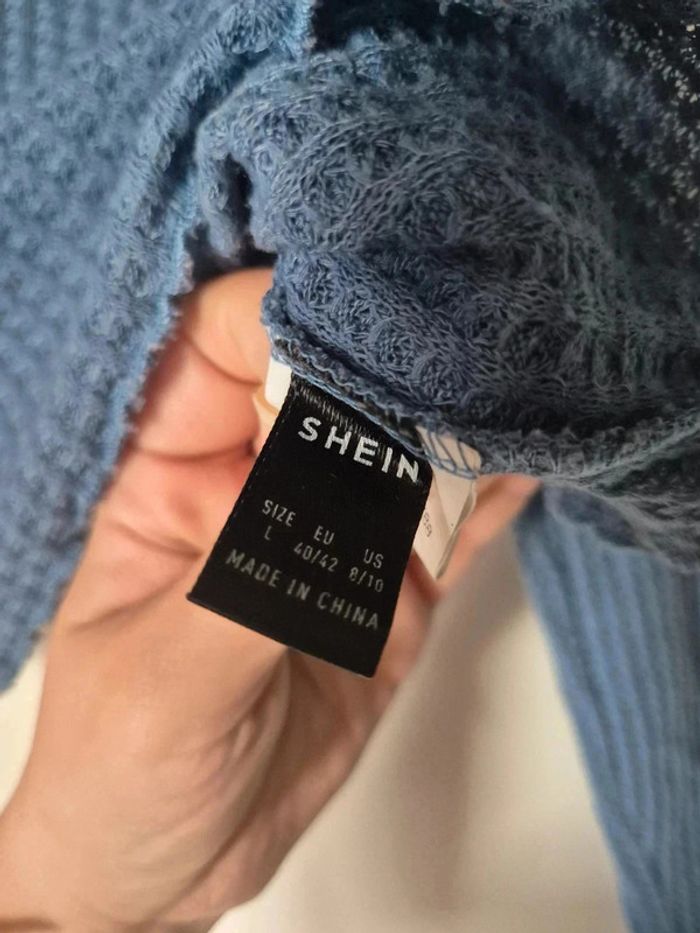 SHEIN
SIZE EU US
L 40/42 8/10
MADE IN CHINA